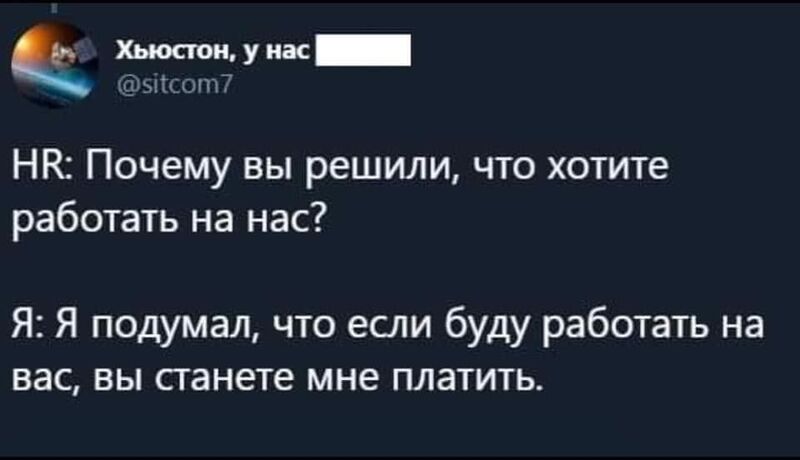 Хьюстон, у нас
@sitcom7
HR: Почему вы решили, что хотите
работать на нас?
Я: Я подумал, что если буду работать на
вас, вы станете мне платить.